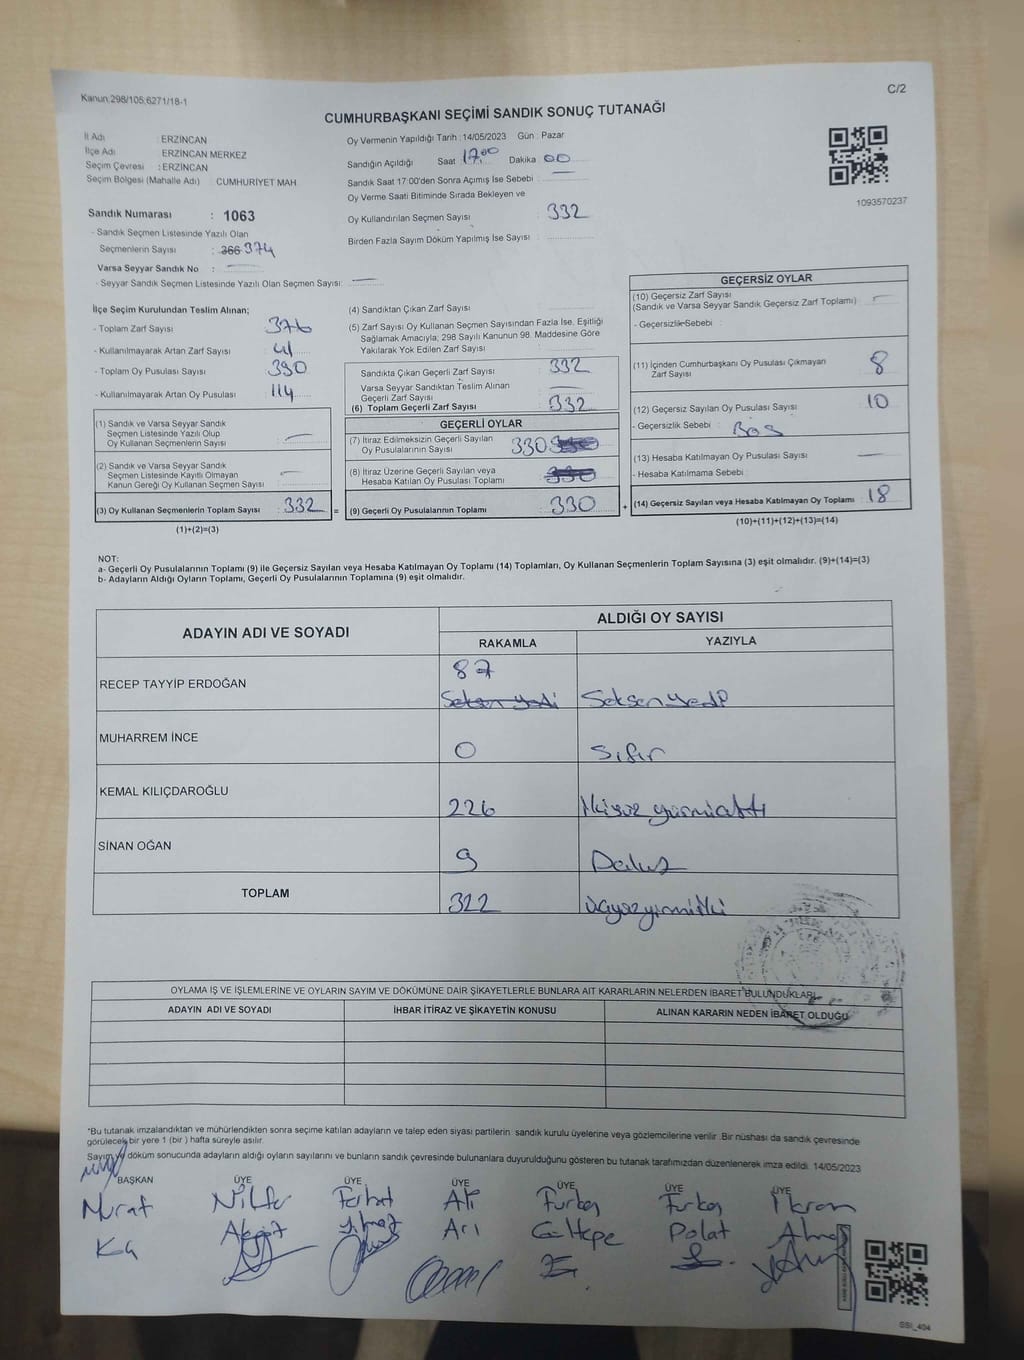 Kanun:298/105;6271/18-1
C/2
CUMHURBAŞKANI SEÇİMİ SANDIK SONUÇ TUTANAĞI
İl Adı : ERZİNCAN
İlçe Adı : ERZİNCAN MERKEZ
Seçim Çevresi : ERZİNCAN
Seçim Bölgesi (Mahalle Adı) : CUMHURİYET MAH.
Sandık Numarası : 1063
- Sandık Seçmen Listesinde Yazılı Olan
Seçmenlerin Sayısı : 366 374
Varsa Seyyar Sandık No :
- Seyyar Sandık Seçmen Listesinde Yazılı Olan Seçmen Sayısı:
Oy Vermenin Yapıldığı Tarih :14/05/2023 Gün : Pazar
Sandığın Açıldığı Saat 17.00 Dakika 00
Sandık Saat 17:00'den Sonra Açımış İse Sebebi :
Oy Verme Saati Bitiminde Sırada Bekleyen ve
Oy Kullandırılan Seçmen Sayısı : 332
Birden Fazla Sayım Döküm Yapılmış İse Sayısı :
1093570237
İlçe Seçim Kurulundan Teslim Alınan;
- Toplam Zarf Sayısı : 376
- Kullanılmayarak Artan Zarf Sayısı : 41
- Toplam Oy Pusulası Sayısı : 390
- Kullanılmayarak Artan Oy Pusulası : 114
(1) Sandık ve Varsa Seyyar Sandık
Seçmen Listesinde Yazılı Olup
Oy Kullanan Seçmenlerin Sayısı :
(2) Sandık ve Varsa Seyyar Sandık
Seçmen Listesinde Kayıtlı Olmayan
Kanun Gereği Oy Kullanan Seçmen Sayısı :
(3) Oy Kullanan Seçmenlerin Toplam Sayısı : 332 =
(1)+(2)=(3)
(4) Sandıktan Çıkan Zarf Sayısı :
(5) Zarf Sayısı Oy Kullanan Seçmen Sayısından Fazla İse, Eşitliği
Sağlamak Amacıyla; 298 Sayılı Kanunun 98. Maddesine Göre
Yakılarak Yok Edilen Zarf Sayısı :
Sandıkta Çıkan Geçerli Zarf Sayısı : 332
Varsa Seyyar Sandıktan Teslim Alınan
Geçerli Zarf Sayısı :
(6) Toplam Geçerli Zarf Sayısı : 332
GEÇERLİ OYLAR
(7) İtiraz Edilmeksizin Geçerli Sayılan
Oy Pusulalarının Sayısı : 330
(8) İtiraz Üzerine Geçerli Sayılan veya
Hesaba Katılan Oy Pusulası Toplamı : 330
(9) Geçerli Oy Pusulalarının Toplamı : 330 +
GEÇERSİZ OYLAR
(10) Geçersiz Zarf Sayısı
(Sandık ve Varsa Seyyar Sandık Geçersiz Zarf Toplamı) :
- Geçersizlik Sebebi :
(11) İçinden Cumhurbaşkanı Oy Pusulası Çıkmayan
Zarf Sayısı : 8
(12) Geçersiz Sayılan Oy Pusulası Sayısı : 10
- Geçersizlik Sebebi : Boş
(13) Hesaba Katılmayan Oy Pusulası Sayısı :
- Hesaba Katılmama Sebebi :
(14) Geçersiz Sayılan veya Hesaba Katılmayan Oy Toplamı : 18
(10)+(11)+(12)+(13)=(14)
NOT:
a- Geçerli Oy Pusulalarının Toplamı (9) ile Geçersiz Sayılan veya Hesaba Katılmayan Oy Toplamı (14) Toplamları, Oy Kullanan Seçmenlerin Toplam Sayısına (3) eşit olmalıdır. (9)+(14)=(3)
b- Adayların Aldığı Oyların Toplamı, Geçerli Oy Pusulalarının Toplamına (9) eşit olmalıdır.
ADAYIN ADI VE SOYADI
ALDIĞI OY SAYISI
RAKAMLA YAZIYLA
RECEP TAYYİP ERDOĞAN 87 Seksen yedi Seksen yedi
MUHARREM İNCE 0 Sıfır
KEMAL KILIÇDAROĞLU 226 İkiyüz yirmialtı
SİNAN OĞAN 9 Dokuz
TOPLAM 322 üçyüzyirmiiki
OYLAMA İŞ VE İŞLEMLERİNE VE OYLARIN SAYIM VE DÖKÜMÜNE DAİR ŞİKAYETLERLE BUNLARA AİT KARARLARIN NELERDEN İBARET BULUNDUKLARI
ADAYIN ADI VE SOYADI İHBAR İTİRAZ VE ŞİKAYETİN KONUSU ALINAN KARARIN NEDEN İBARET OLDUĞU
*Bu tutanak imzalandıktan ve mühürlendikten sonra seçime katılan adayların ve talep eden siyasi partilerin sandık kurulu üyelerine veya gözlemcilerine verilir. Bir nüshası da sandık çevresinde
görülecek bir yere 1 (bir ) hafta süreyle asılır.
Sayım ve döküm sonucunda adayların aldığı oyların sayılarını ve bunların sandık çevresinde bulunanlara duyurulduğunu gösteren bu tutanak tarafımızdan düzenlenerek imza edildi. 14/05/2023
BAŞKAN ÜYE ÜYE ÜYE ÜYE ÜYE ÜYE
Murat Nilfer Ferhat Ali Furkan Furkan İkram
Yılmaz Arı Gültepe Polat
SSI_404